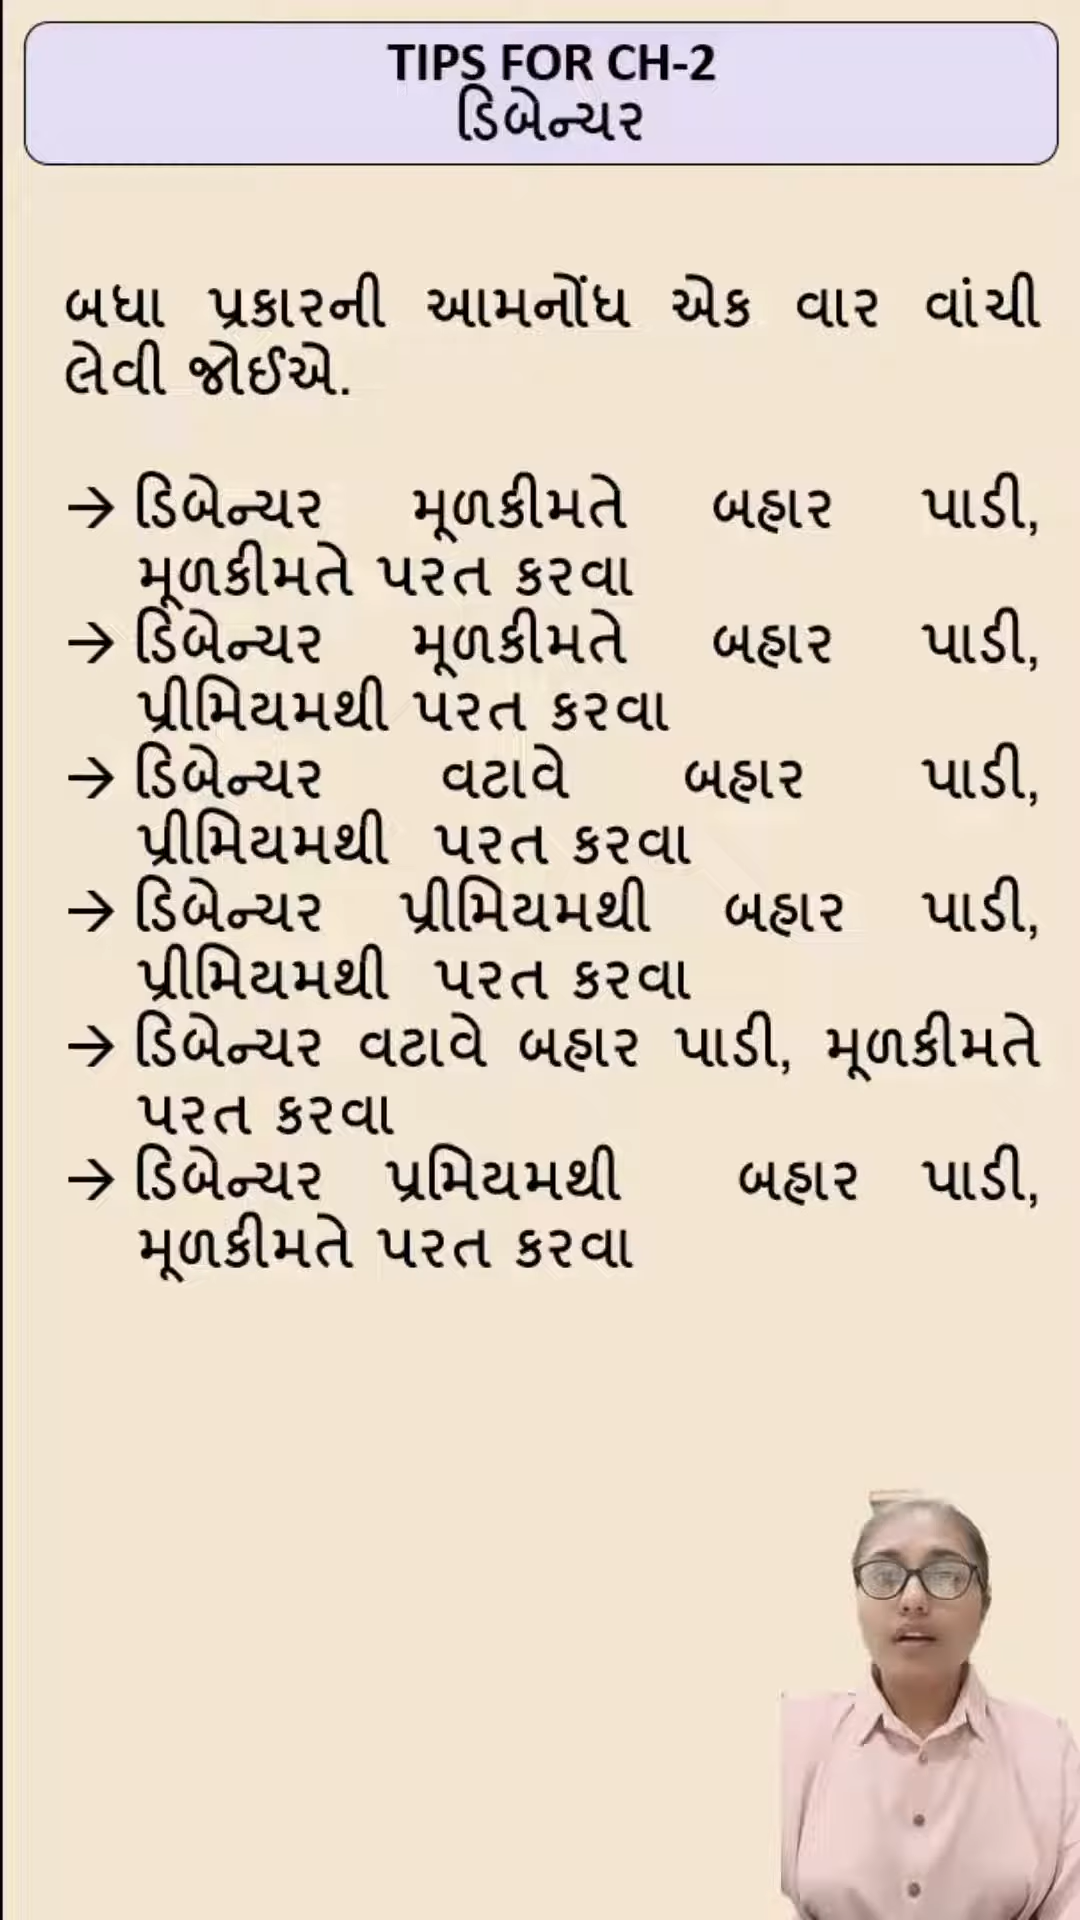 TIPS FOR CH-2
ડિબેન્ચર
બધા પ્રકારની આમનોંધ એક વાર વાંચી
લેવી જોઈએ.
→ ડિબેન્ચર મૂળકીમતે બહાર પાડી,
મૂળકીમતે પરત કરવા
→ ડિબેન્ચર મૂળકીમતે બહાર પાડી,
પ્રીમિયમથી પરત કરવા
→ ડિબેન્ચર વટાવે બહાર પાડી,
પ્રીમિયમથી પરત કરવા
→ ડિબેન્ચર પ્રીમિયમથી બહાર પાડી,
પ્રીમિયમથી પરત કરવા
→ ડિબેન્ચર વટાવે બહાર પાડી, મૂળકીમતે
પરત કરવા
→ ડિબેન્ચર પ્રમિયમથી બહાર પાડી,
મૂળકીમતે પરત કરવા